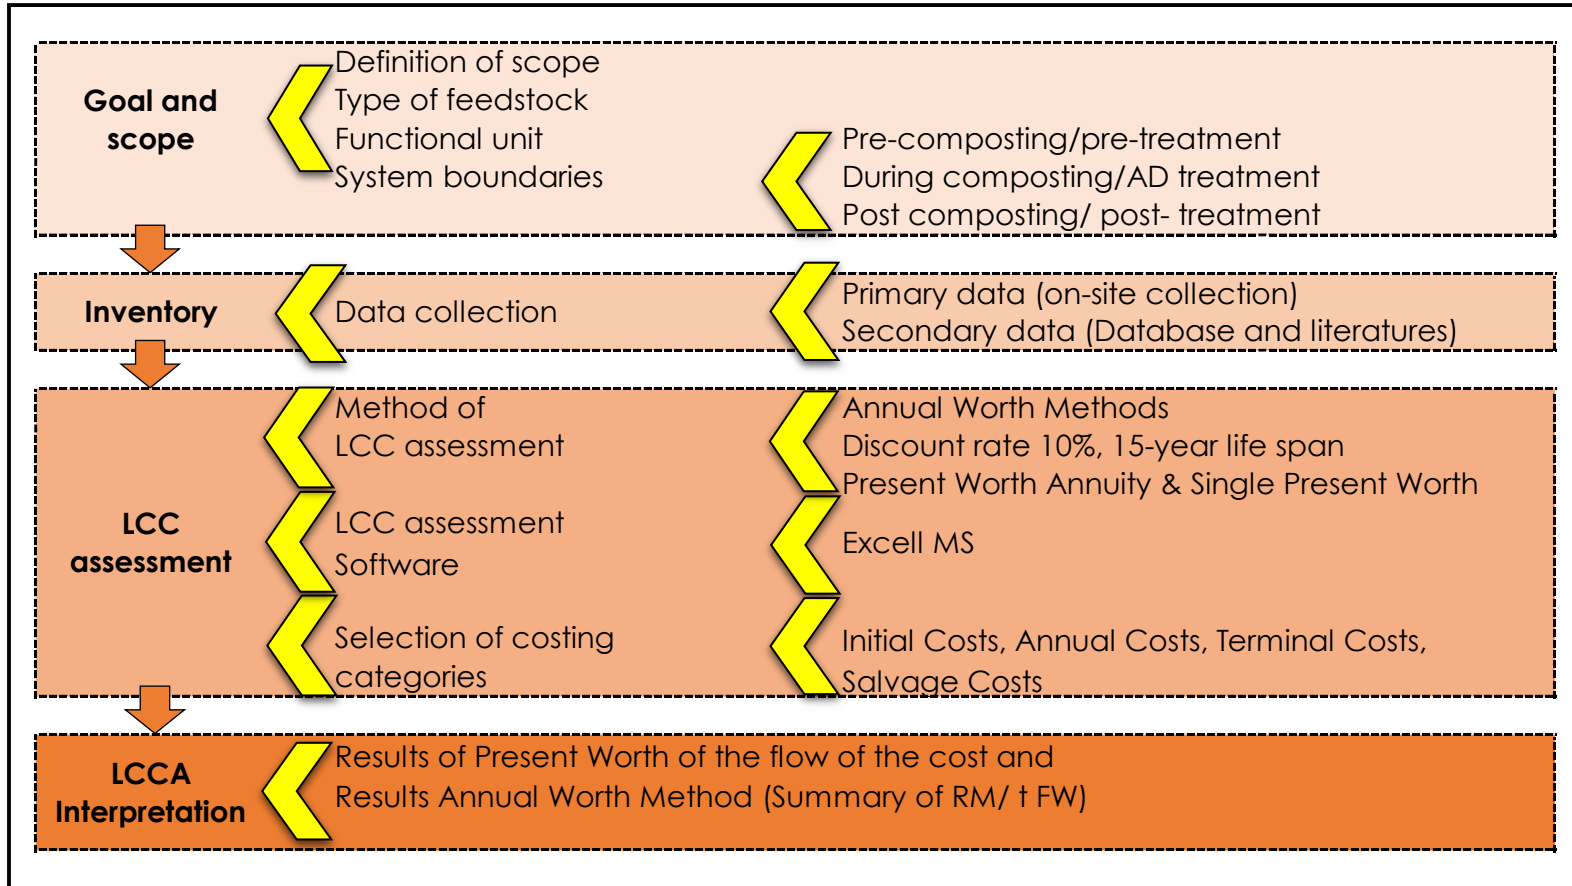 Goal and
scope
Definition of scope
Type of feedstock
Functional unit
System boundaries
Pre-composting/pre-treatment
During composting/AD treatment
Post composting/ post- treatment
Inventory
Data collection
Primary data (on-site collection)
Secondary data (Database and literatures)
LCC
assessment
Method of
LCC assessment
Annual Worth Methods
Discount rate 10%, 15-year life span
Present Worth Annuity & Single Present Worth
LCC assessment
Software
Excell MS
Selection of costing
categories
Initial Costs, Annual Costs, Terminal Costs,
Salvage Costs
LCCA
Interpretation
Results of Present Worth of the flow of the cost and
Results Annual Worth Method (Summary of RM/ t FW)